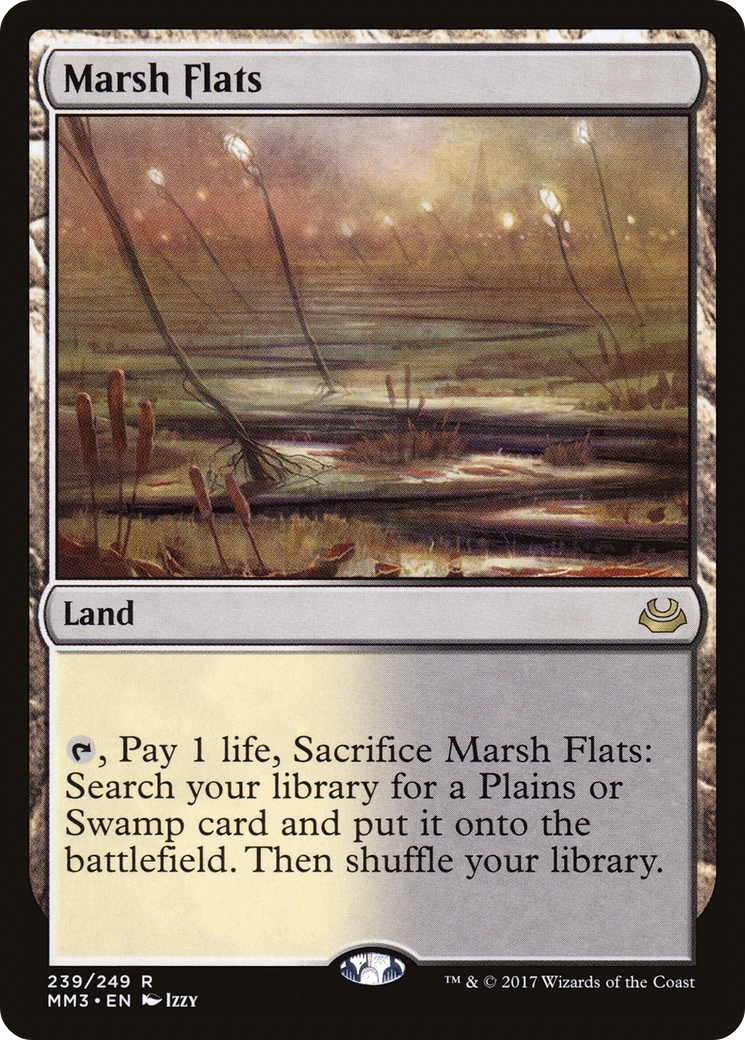 Marsh Flats
Land
, Pay 1 life, Sacrifice Marsh Flats:
Search your library for a Plains or
Swamp card and put it onto the
battlefield. Then shuffle your library.
239/249 R
™ & © 2017 Wizards of the Coast
MM3 • EN Izzy